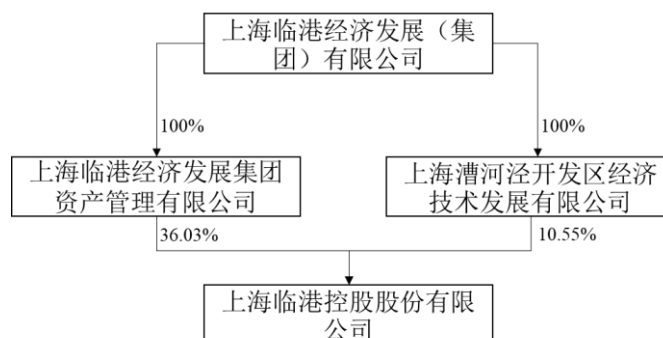 上海临港经济发展（集
团）有限公司
100%
100%
上海临港经济发展集团
资产管理有限公司
上海漕河泾开发区经济
技术发展有限公司
36.03%
10.55%
上海临港控股股份有限
公司